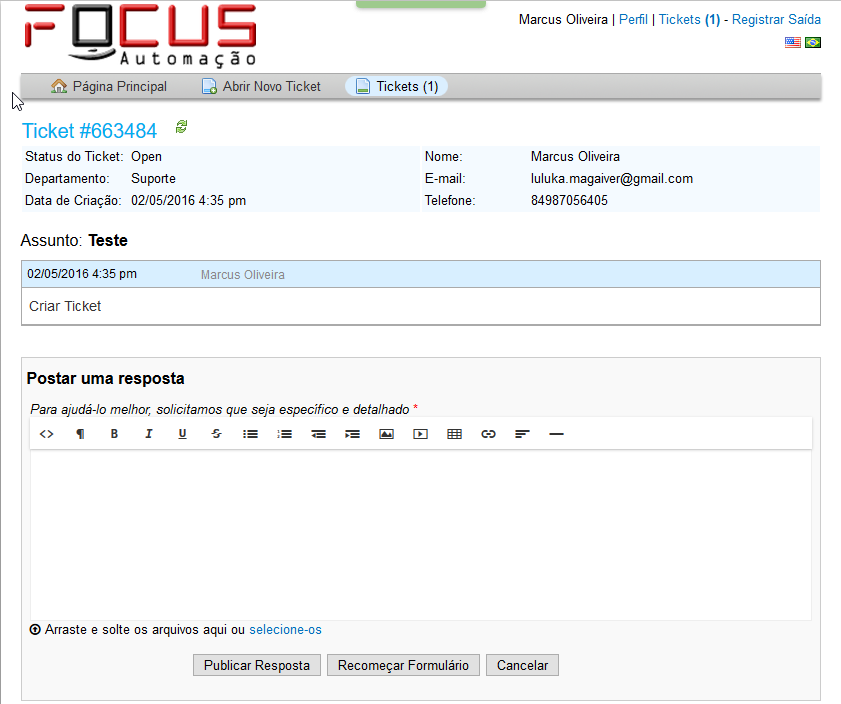 FOCUS
Automação
Marcus Oliveira | Perfil | Tickets (1) - Registrar Saída
Página Principal Abrir Novo Ticket Tickets (1)
Ticket #663484
Status do Ticket: Open Nome: Marcus Oliveira
Departamento: Suporte E-mail: luluka.magaiver@gmail.com
Data de Criação: 02/05/2016 4:35 pm Telefone: 84987056405
Assunto: Teste
02/05/2016 4:35 pm Marcus Oliveira
Criar Ticket
Postar uma resposta
Para ajudá-lo melhor, solicitamos que seja específico e detalhado *
<> ¶ B I U S
Arraste e solte os arquivos aqui ou selecione-os
Publicar Resposta Recomeçar Formulário Cancelar